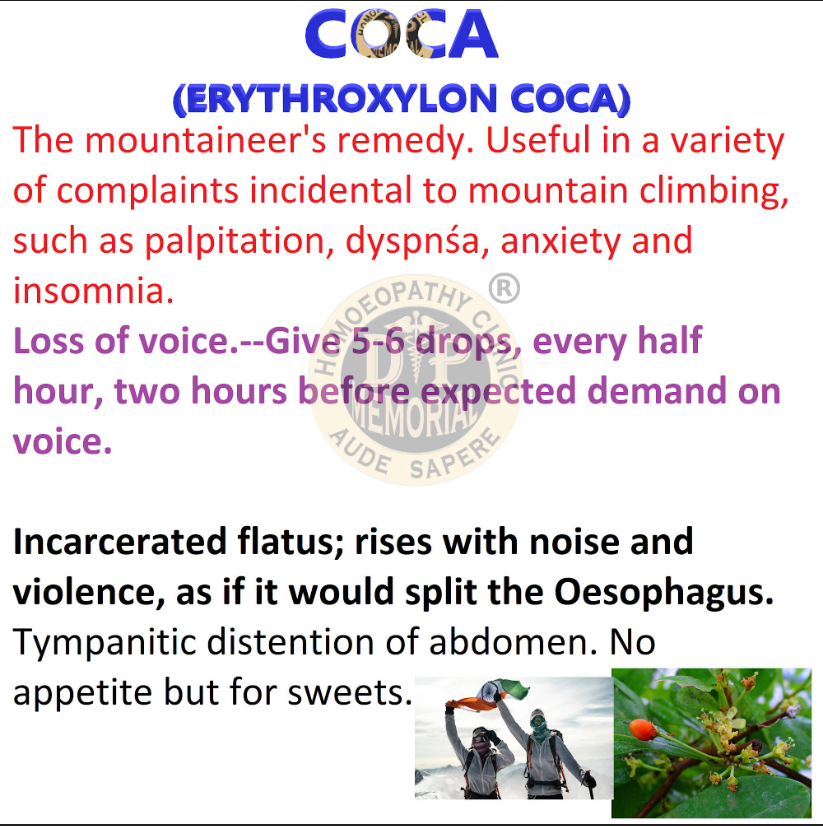 COCA
(ERYTHROXYLON COCA)
The mountaineer's remedy. Useful in a variety
of complaints incidental to mountain climbing,
such as palpitation, dyspnśa, anxiety and
insomnia.
®
HOMOEOPATHY CLINIC
Loss of voice.--Give 5-6 drops, every half
DP
hour, two hours before expected demand on
MEMORIAL
voice.
AUDE SAPERE
Incarcerated flatus; rises with noise and
violence, as if it would split the Oesophagus.
Tympanitic distention of abdomen. No
appetite but for sweets.